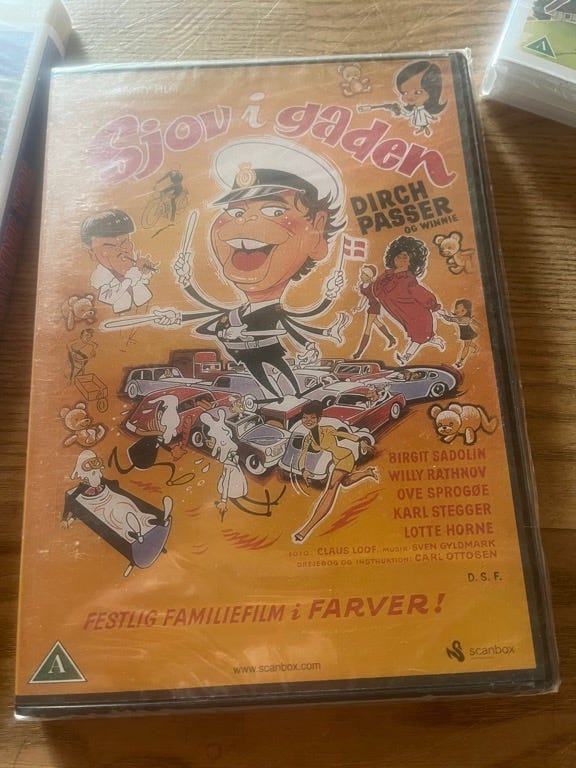 Sjov i gaden
DIRCH
PASSER
OG WINNIE
BIRGIT SADOLIN
WILLY RATHNOV
OVE SPROGØE
KARL STEGGER
LOTTE HORNE
FOTO: CLAUS LOOF. MUSIK: SVEN GYLDMARK
DREJEBOG OG INSTRUKTION: CARL OTTOSEN
D.S.F.
FESTLIG FAMILIEFILM i FARVER!
A
www.scanbox.com
scanbox
A